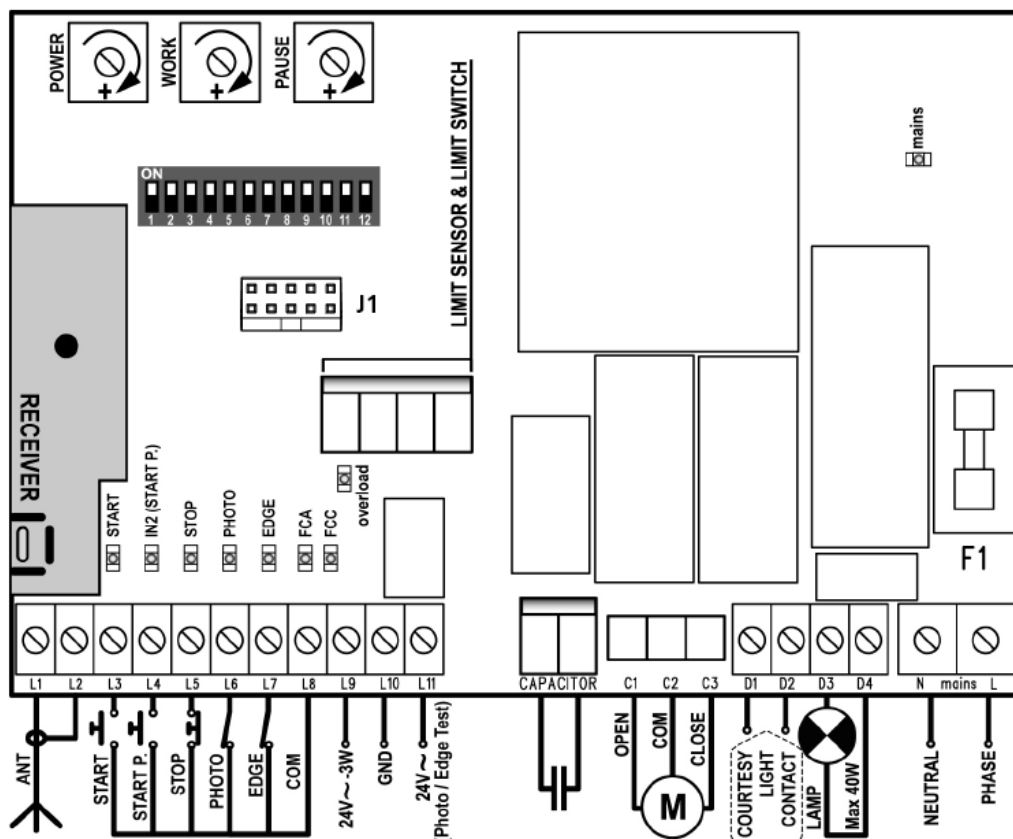 POWER
+
WORK
+
PAUSE
+
LIMIT SENSOR & LIMIT SWITCH
mains
ON
1 2 3 4 5 6 7 8 9 10 11 12
J1
RECEIVER
overload
START
IN2 (START P.)
STOP
PHOTO
EDGE
FCA
FCC
F1
L1 L2 L3 L4 L5 L6 L7 L8 L9 L10 L11
CAPACITOR
C1 C2 C3
D1 D2 D3 D4
N mains L
ANT
START
START P.
STOP
PHOTO
EDGE
COM
24V~ -3W
GND
24V~
(Photo / Edge Test)
OPEN
COM
CLOSE
M
COURTESY
LIGHT
CONTACT
LAMP
Max 40W
NEUTRAL
PHASE